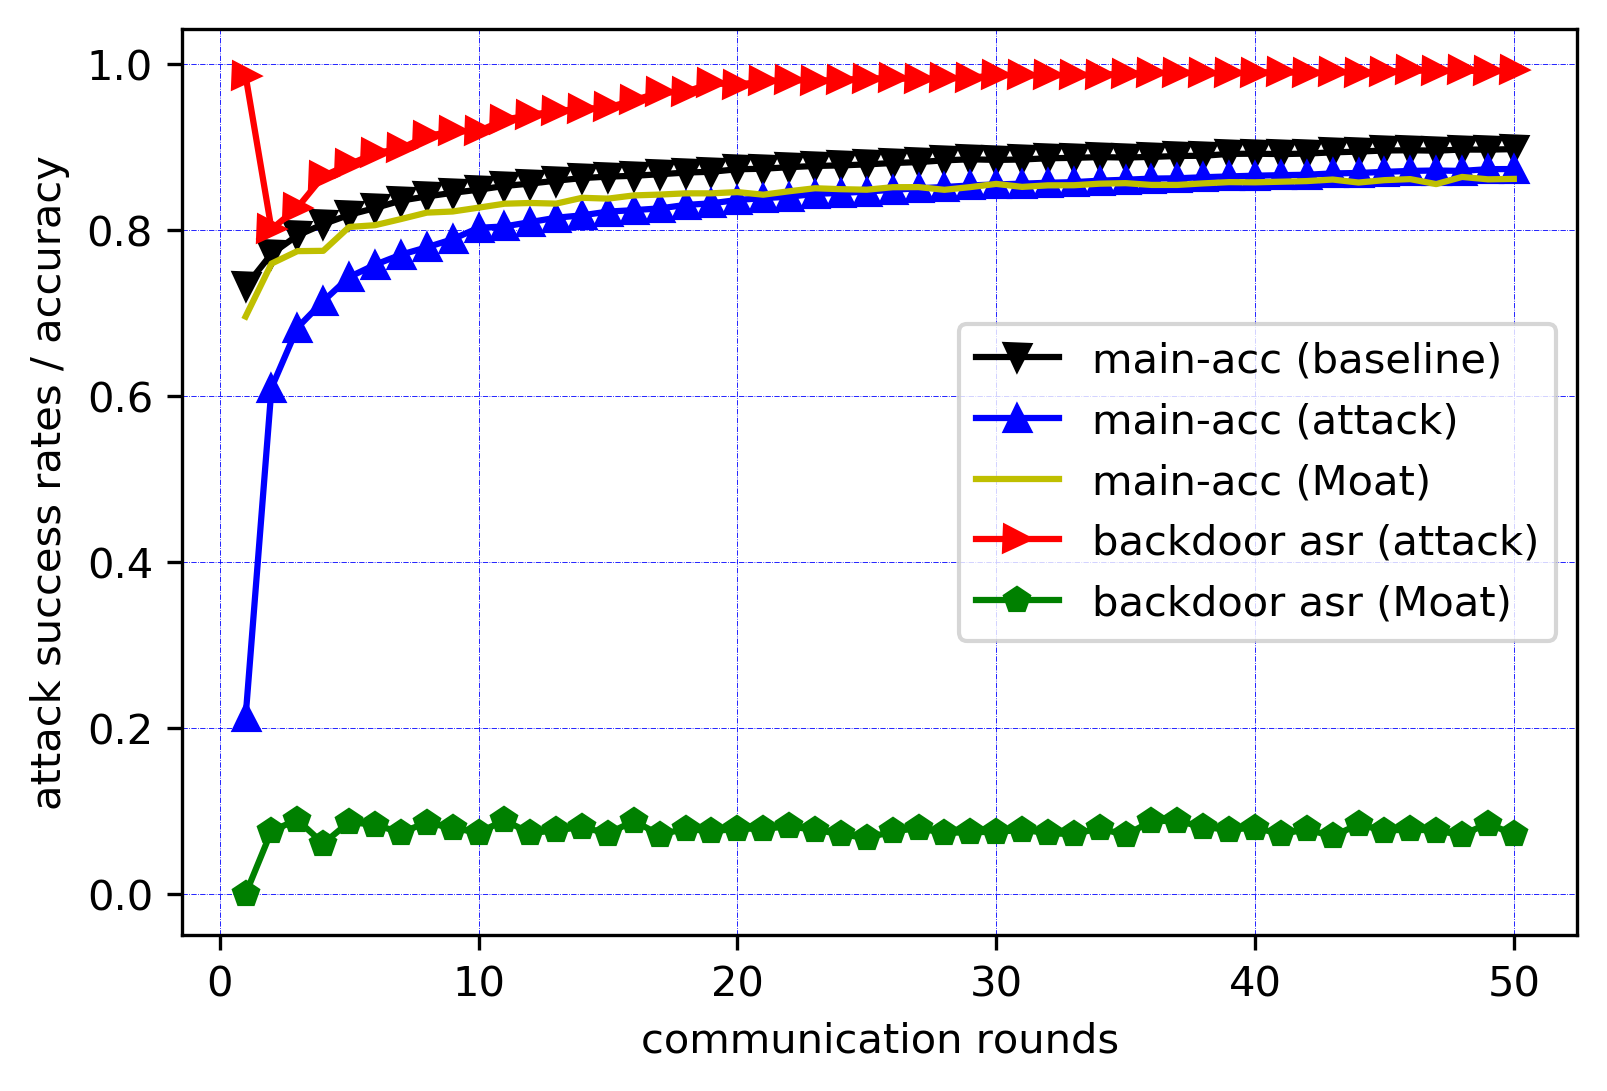 attack success rates / accuracy
1.0
0.8
0.6
0.4
0.2
0.0
main-acc (baseline)
main-acc (attack)
main-acc (Moat)
backdoor asr (attack)
backdoor asr (Moat)
0 10 20 30 40 50
communication rounds